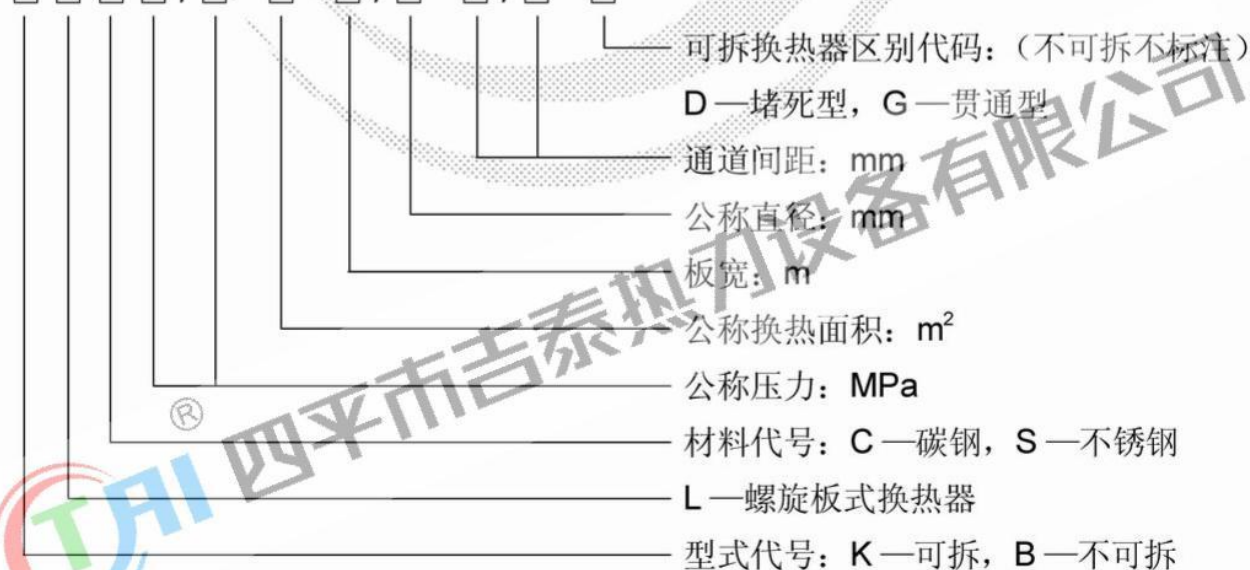 可拆换热器区别代码：（不可拆不标注）
D —堵死型，G —贯通型
通道间距：mm
公称直径：mm
板宽：m
公称换热面积：m²
公称压力：MPa
材料代号：C —碳钢，S —不锈钢
L —螺旋板式换热器
型式代号：K —可拆，B —不可拆
四平市吉泰热力设备有限公司
®
TAI